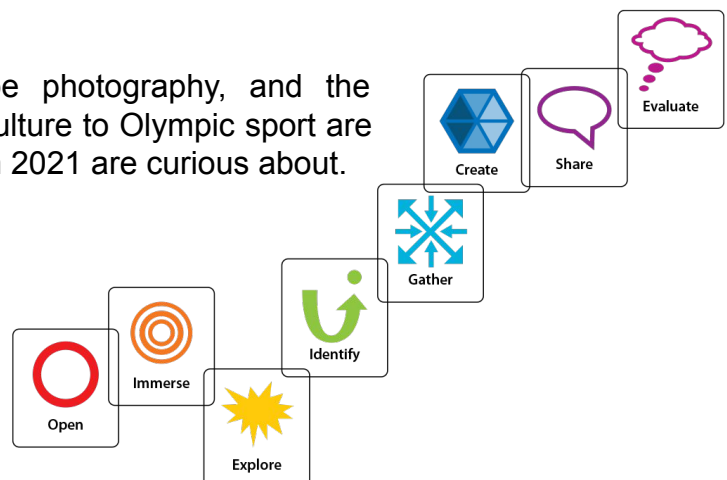 photography, and the
ulture to Olympic sport are
2021 are curious about.
Open
Immerse
Explore
Identify
Gather
Create
Share
Evaluate